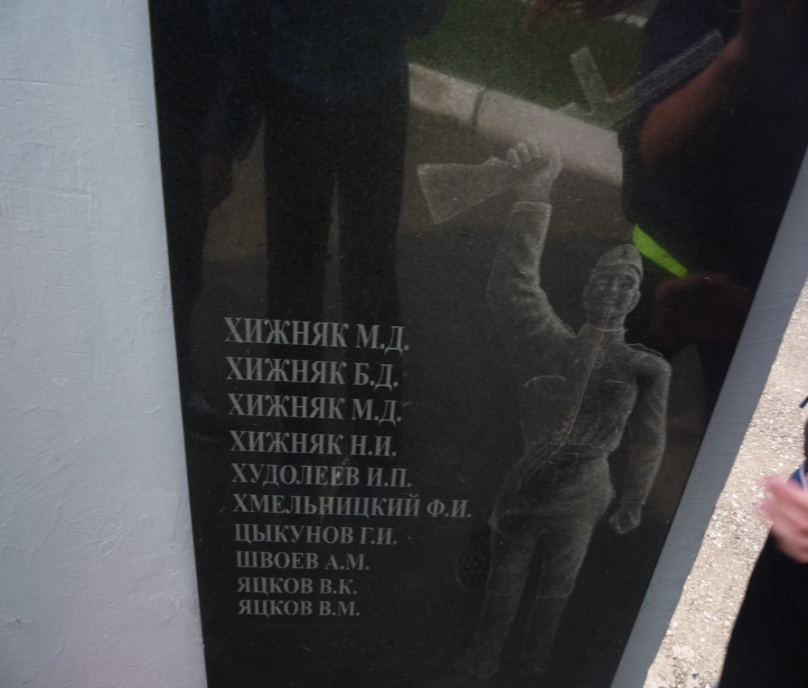 ХИЖНЯК М.Д.
ХИЖНЯК Б.Д.
ХИЖНЯК М.Д.
ХИЖНЯК Н.И.
ХУДОЛЕЕВ И.П.
ХМЕЛЬНИЦКИЙ Ф.И.
ЦЫКУНОВ Г.И.
ШВОЕВ А.М.
ЯЦКОВ В.К.
ЯЦКОВ В.М.